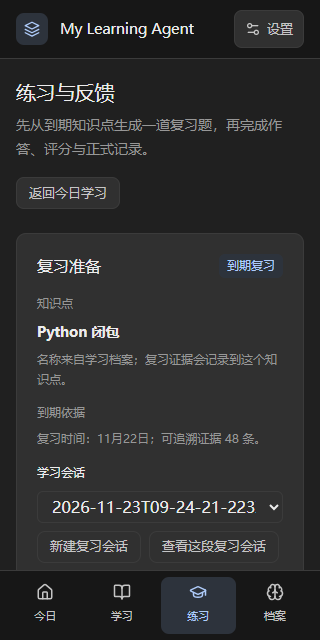 My Learning Agent
设置
练习与反馈
先从到期知识点生成一道复习题，再完成作
答、评分与正式记录。
返回今日学习
复习准备
到期复习
知识点
Python 闭包
名称来自学习档案；复习证据会记录到这个知
识点。
到期依据
复习时间：11月22日；可追溯证据 48 条。
学习会话
2026-11-23T09-24-21-223
新建复习会话
查看这段复习会话
今日
学习
练习
档案